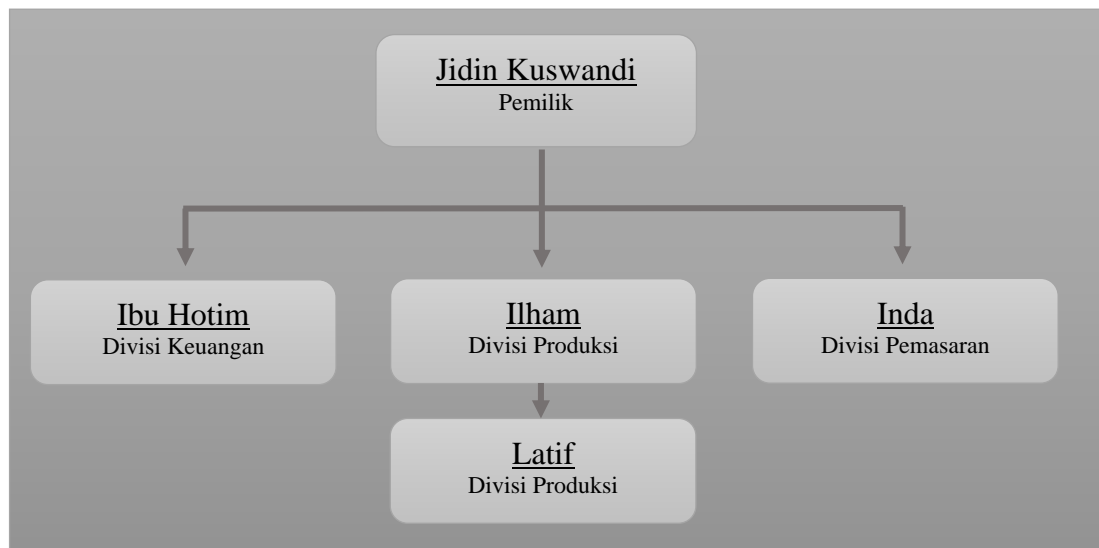 Jidin Kuswandi
Pemilik
Ibu Hotim
Divisi Keuangan
Ilham
Divisi Produksi
Inda
Divisi Pemasaran
Latif
Divisi Produksi